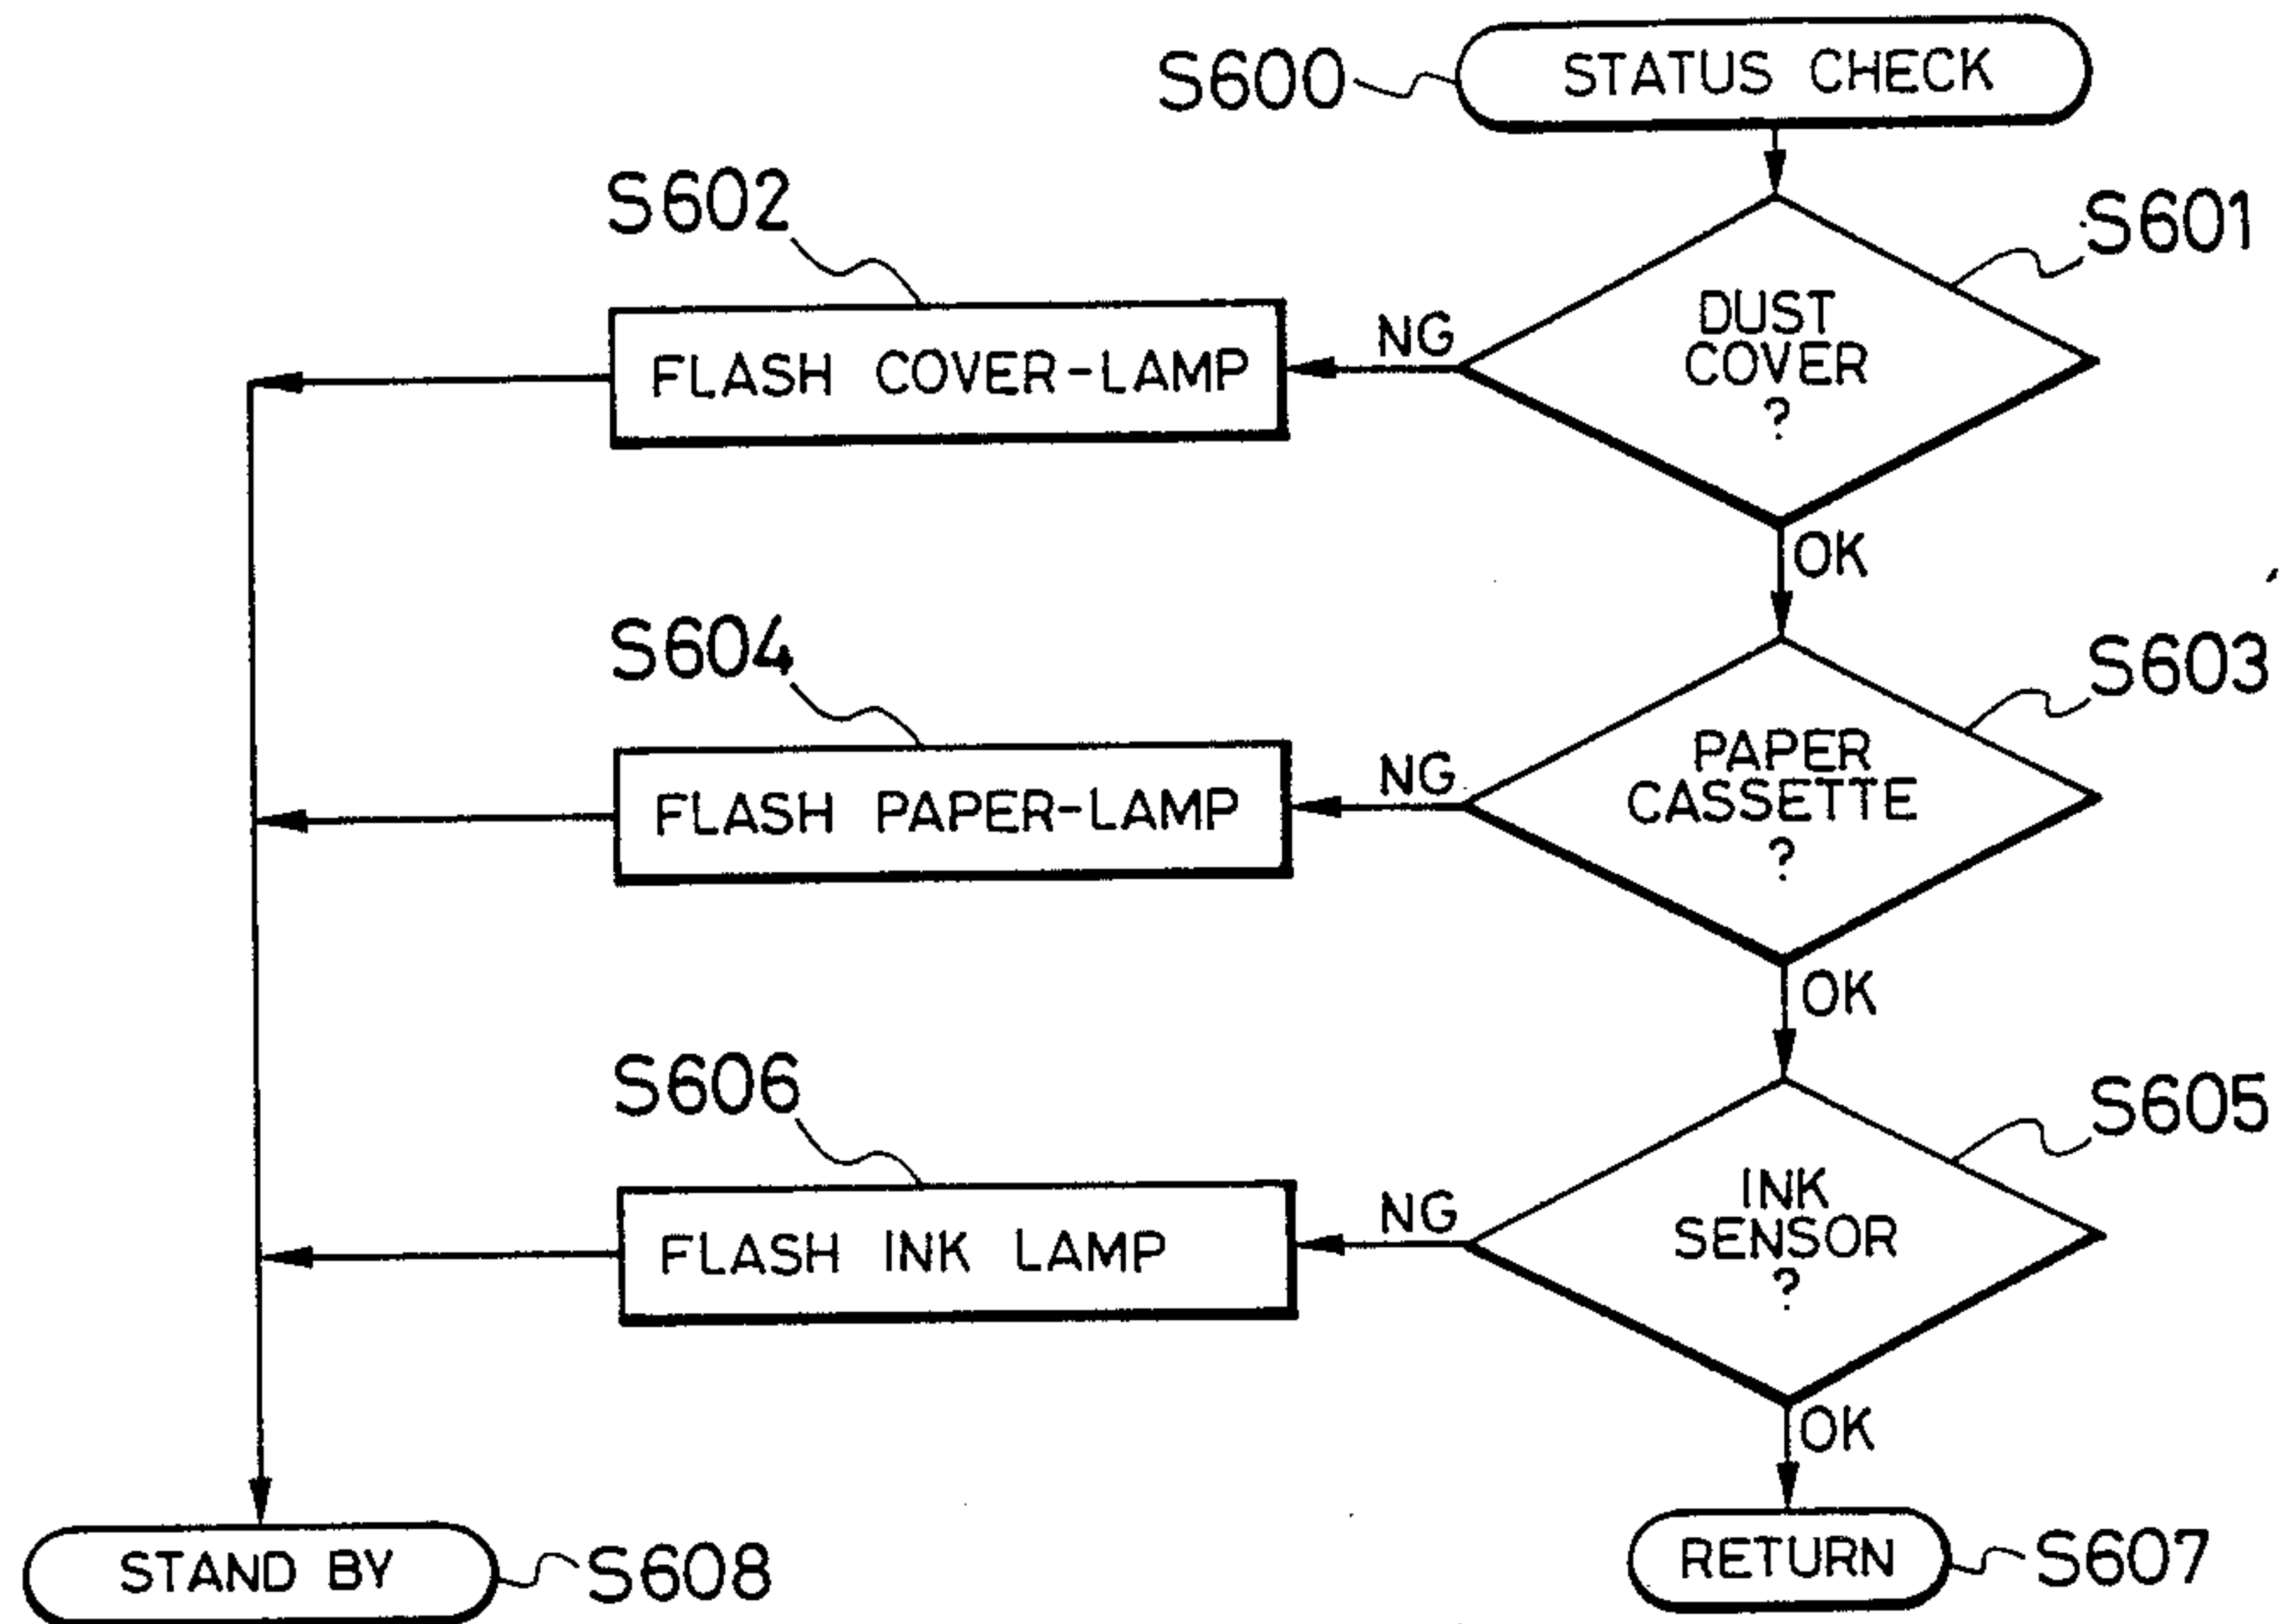 S600
STATUS CHECK
S602
S601
FLASH COVER-LAMP
NG
DUST
COVER
?
OK
S604
S603
FLASH PAPER-LAMP
NG
PAPER
CASSETTE
?
OK
S606
S605
FLASH INK LAMP
NG
INK
SENSOR
?
OK
STAND BY
S608
RETURN
S607